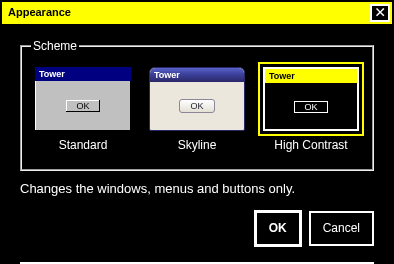 Appearance
Scheme
Tower Tower Tower
OK OK OK
Standard Skyline High Contrast
Changes the windows, menus and buttons only.
OK Cancel